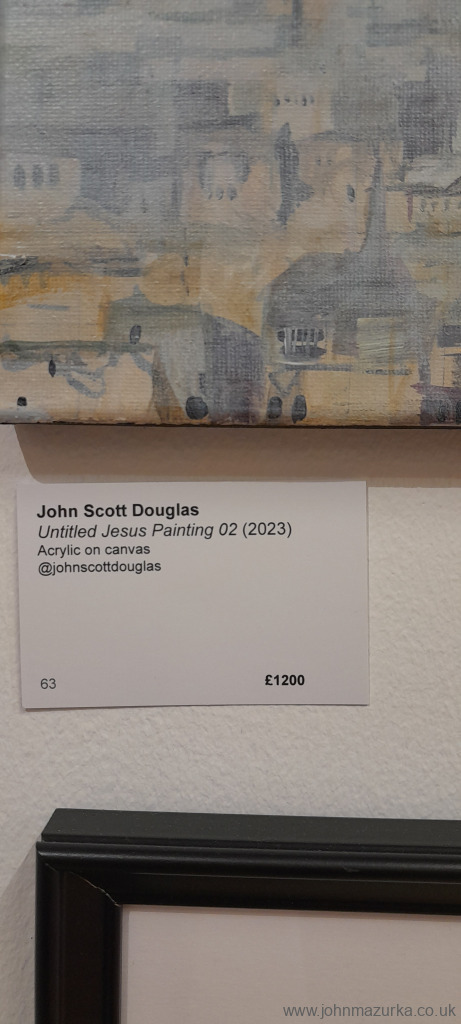 John Scott Douglas
Untitled Jesus Painting 02 (2023)
Acrylic on canvas
@johnscottdouglas
63 £1200
www.johnmazurka.co.uk